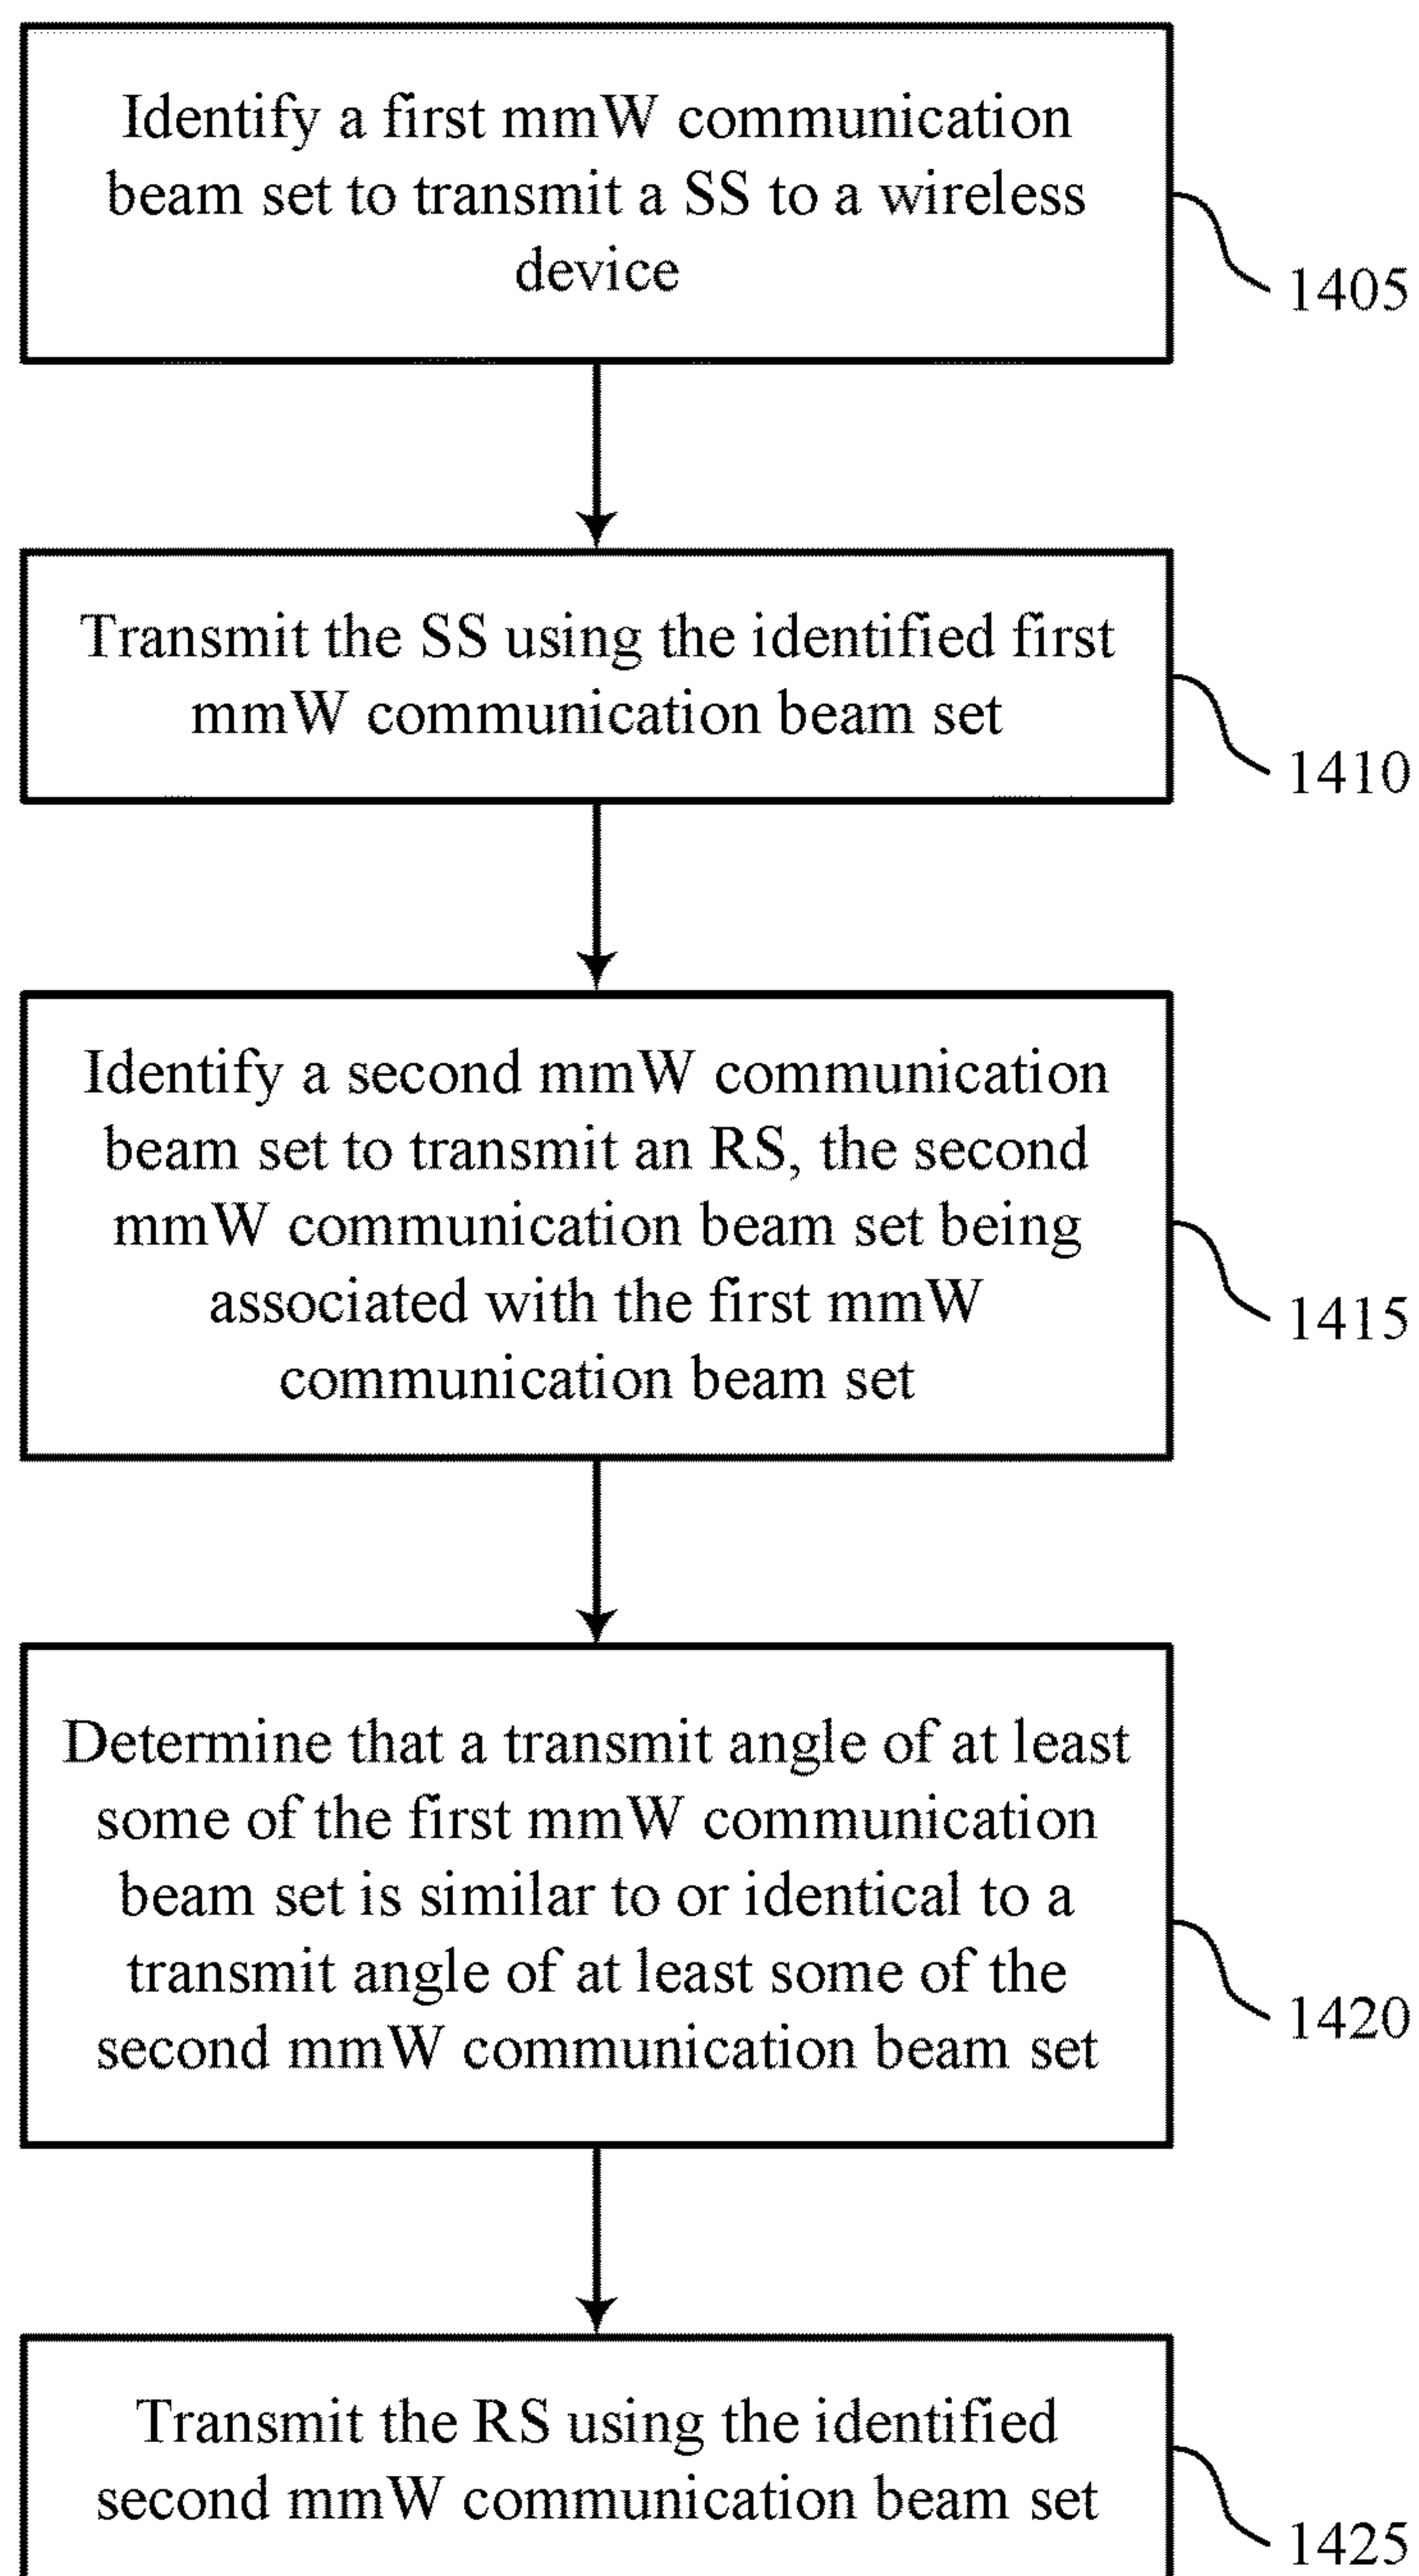 Identify a first mmW communication
beam set to transmit a SS to a wireless
device
1405
Transmit the SS using the identified first
mmW communication beam set
1410
Identify a second mmW communication
beam set to transmit an RS, the second
mmW communication beam set being
associated with the first mmW
communication beam set
1415
Determine that a transmit angle of at least
some of the first mmW communication
beam set is similar to or identical to a
transmit angle of at least some of the
second mmW communication beam set
1420
Transmit the RS using the identified
second mmW communication beam set
1425